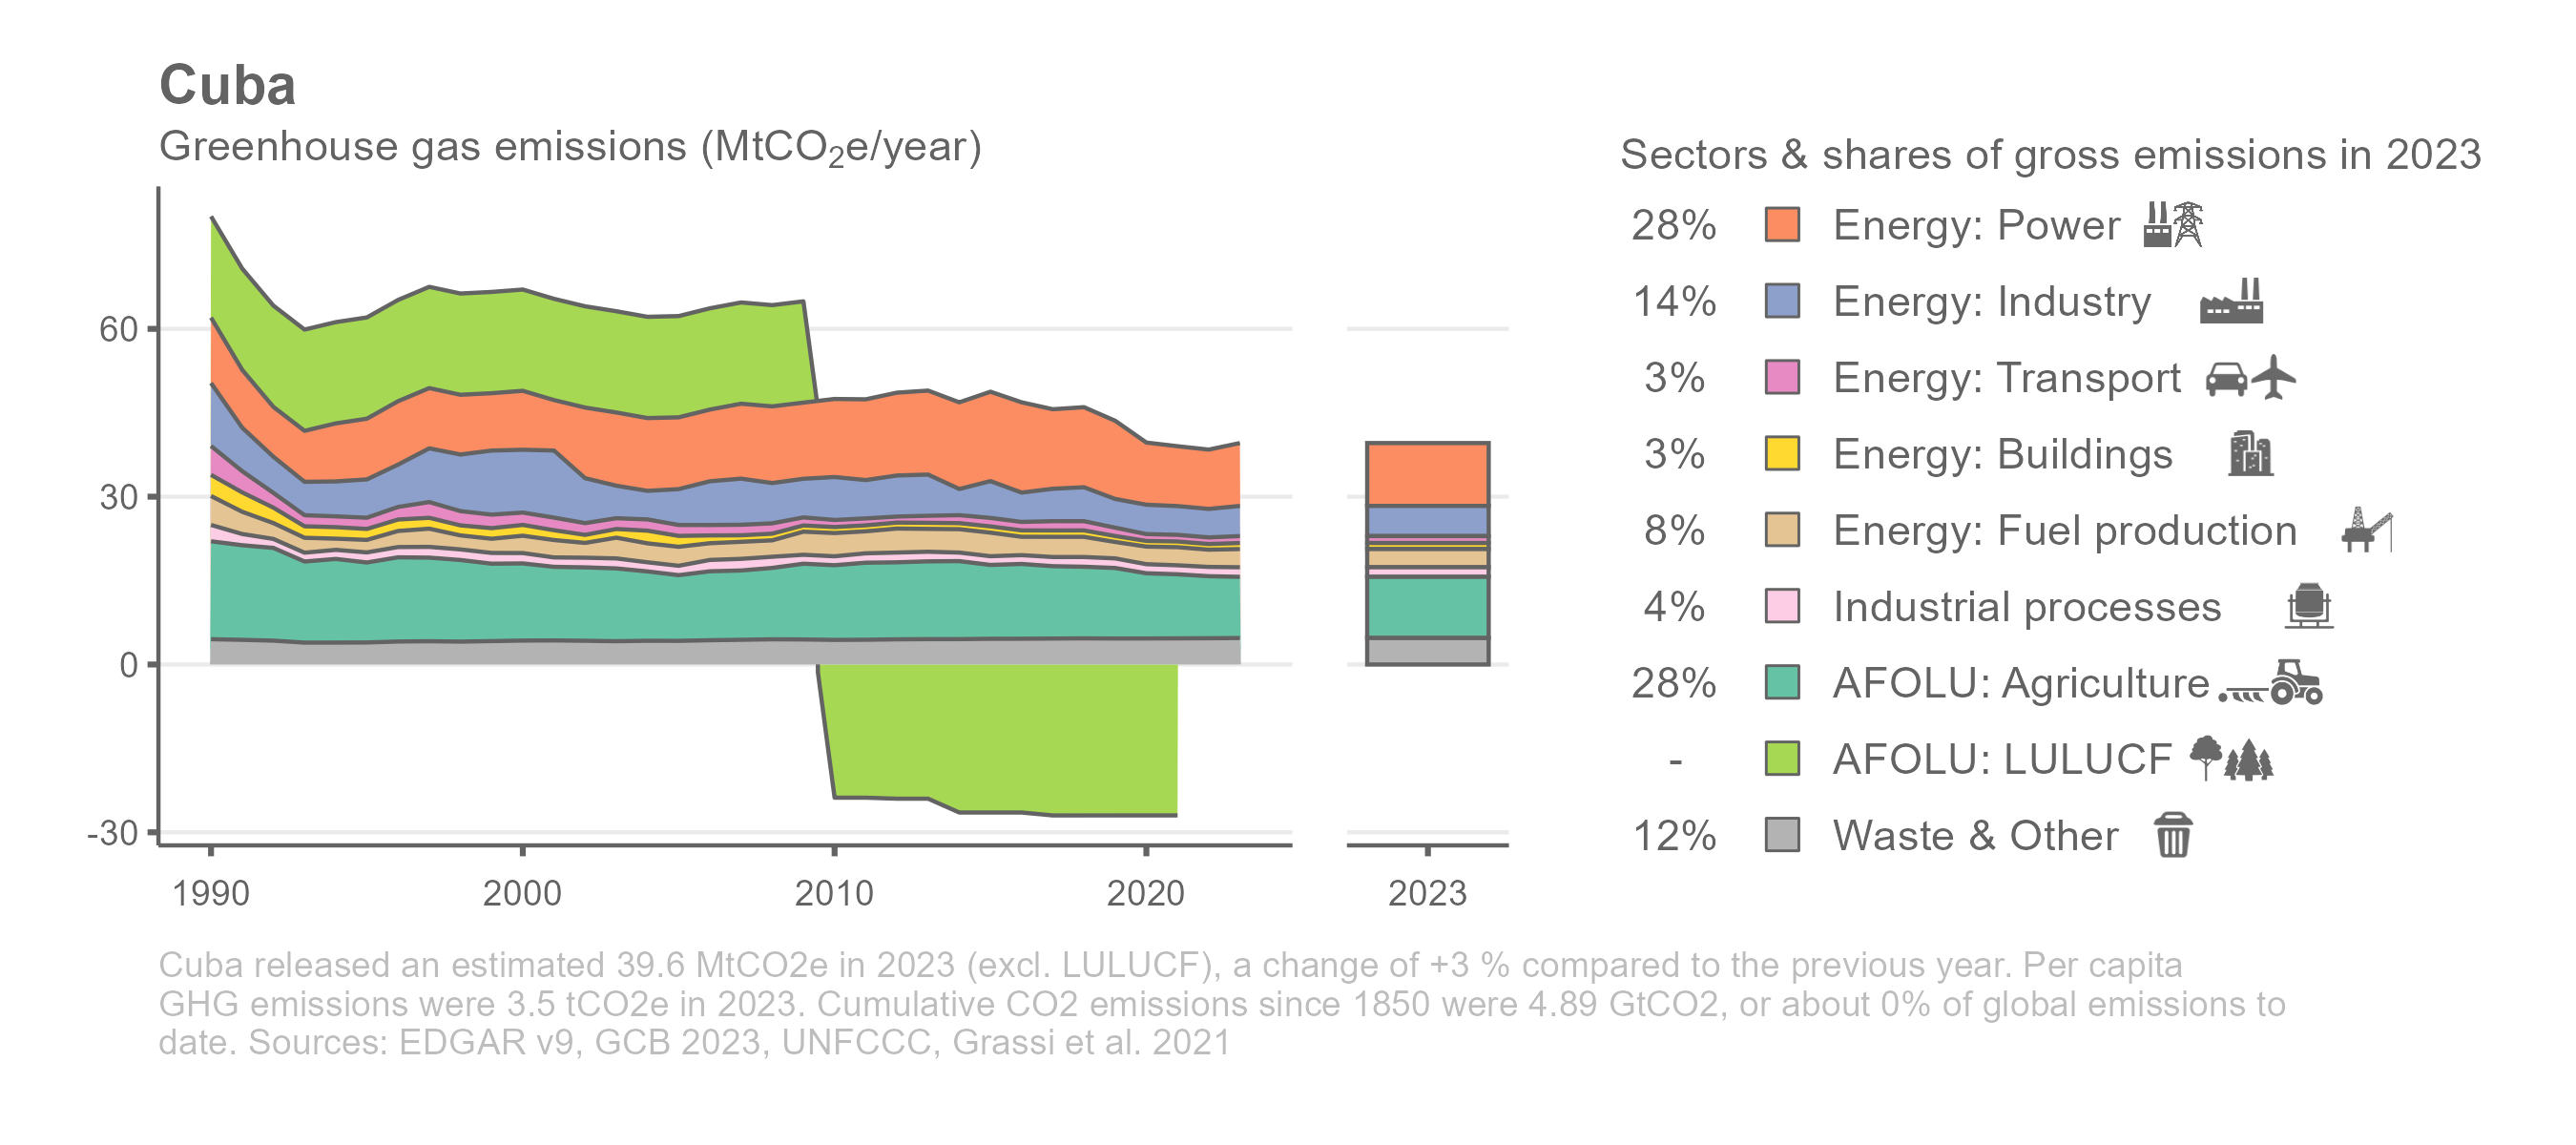 Cuba
Greenhouse gas emissions (MtCO₂e/year)
60
30
0
-30
1990 2000 2010 2020 2023
Sectors & shares of gross emissions in 2023
28% Energy: Power
14% Energy: Industry
3% Energy: Transport
3% Energy: Buildings
8% Energy: Fuel production
4% Industrial processes
28% AFOLU: Agriculture
- AFOLU: LULUCF
12% Waste & Other
Cuba released an estimated 39.6 MtCO2e in 2023 (excl. LULUCF), a change of +3 % compared to the previous year. Per capita
GHG emissions were 3.5 tCO2e in 2023. Cumulative CO2 emissions since 1850 were 4.89 GtCO2, or about 0% of global emissions to
date. Sources: EDGAR v9, GCB 2023, UNFCCC, Grassi et al. 2021